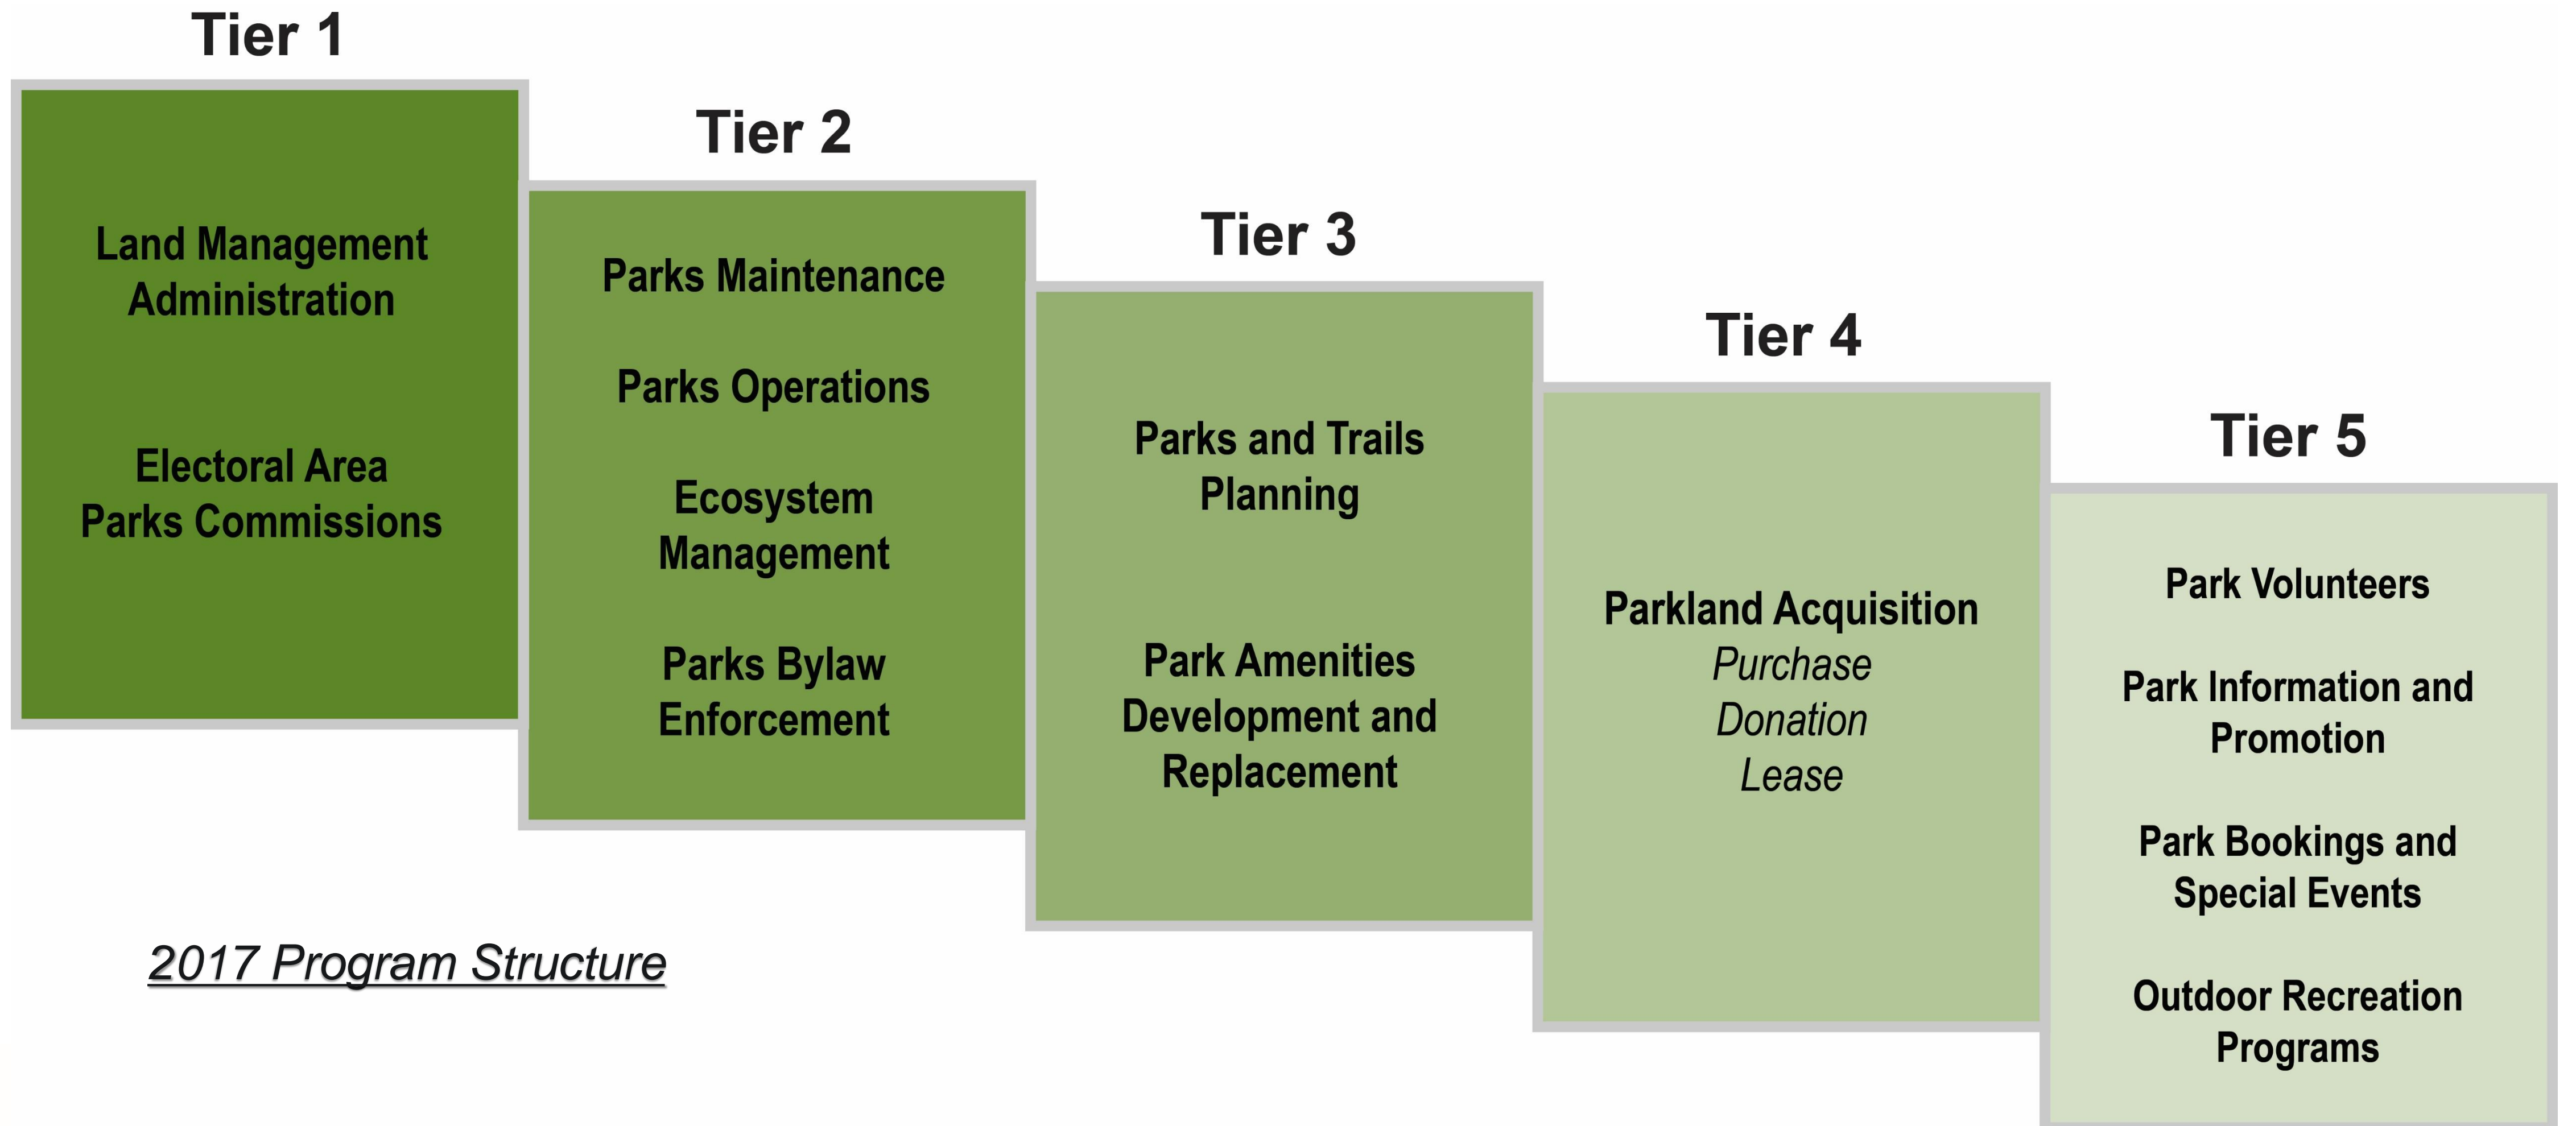 Tier 1
Land Management
Administration
Electoral Area
Parks Commissions
Tier 2
Parks Maintenance
Parks Operations
Ecosystem
Management
Parks Bylaw
Enforcement
Tier 3
Parks and Trails
Planning
Park Amenities
Development and
Replacement
Tier 4
Parkland Acquisition
Purchase
Donation
Lease
Tier 5
Park Volunteers
Park Information and
Promotion
Park Bookings and
Special Events
Outdoor Recreation
Programs
2017 Program Structure